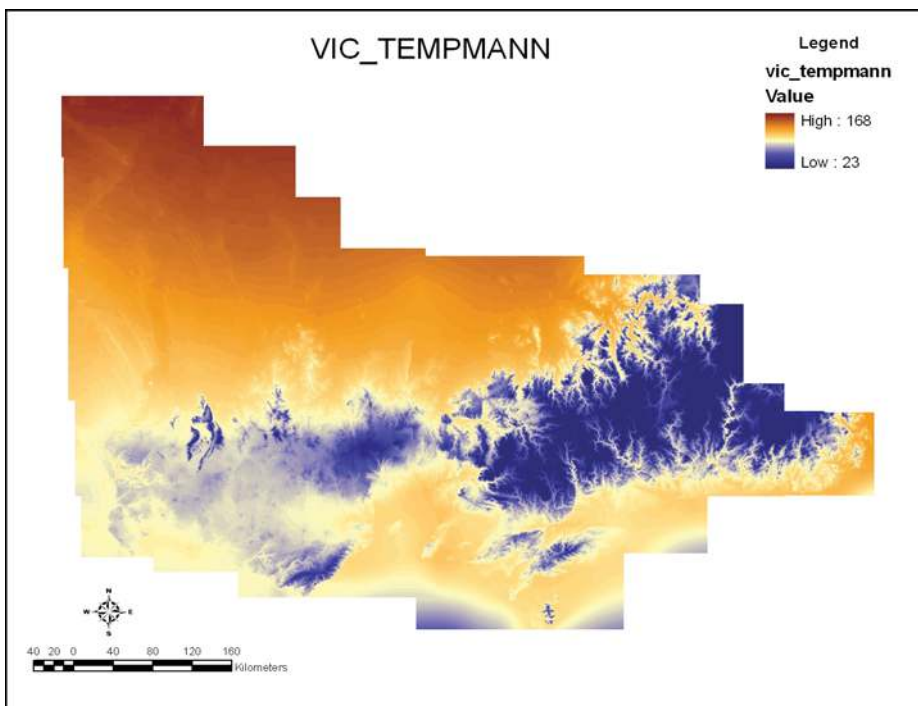 VIC_TEMPMANN
Legend
vic_tempmann
Value
High : 168
Low : 23
N
W E
S
40 20 0 40 80 120 160
Kilometers